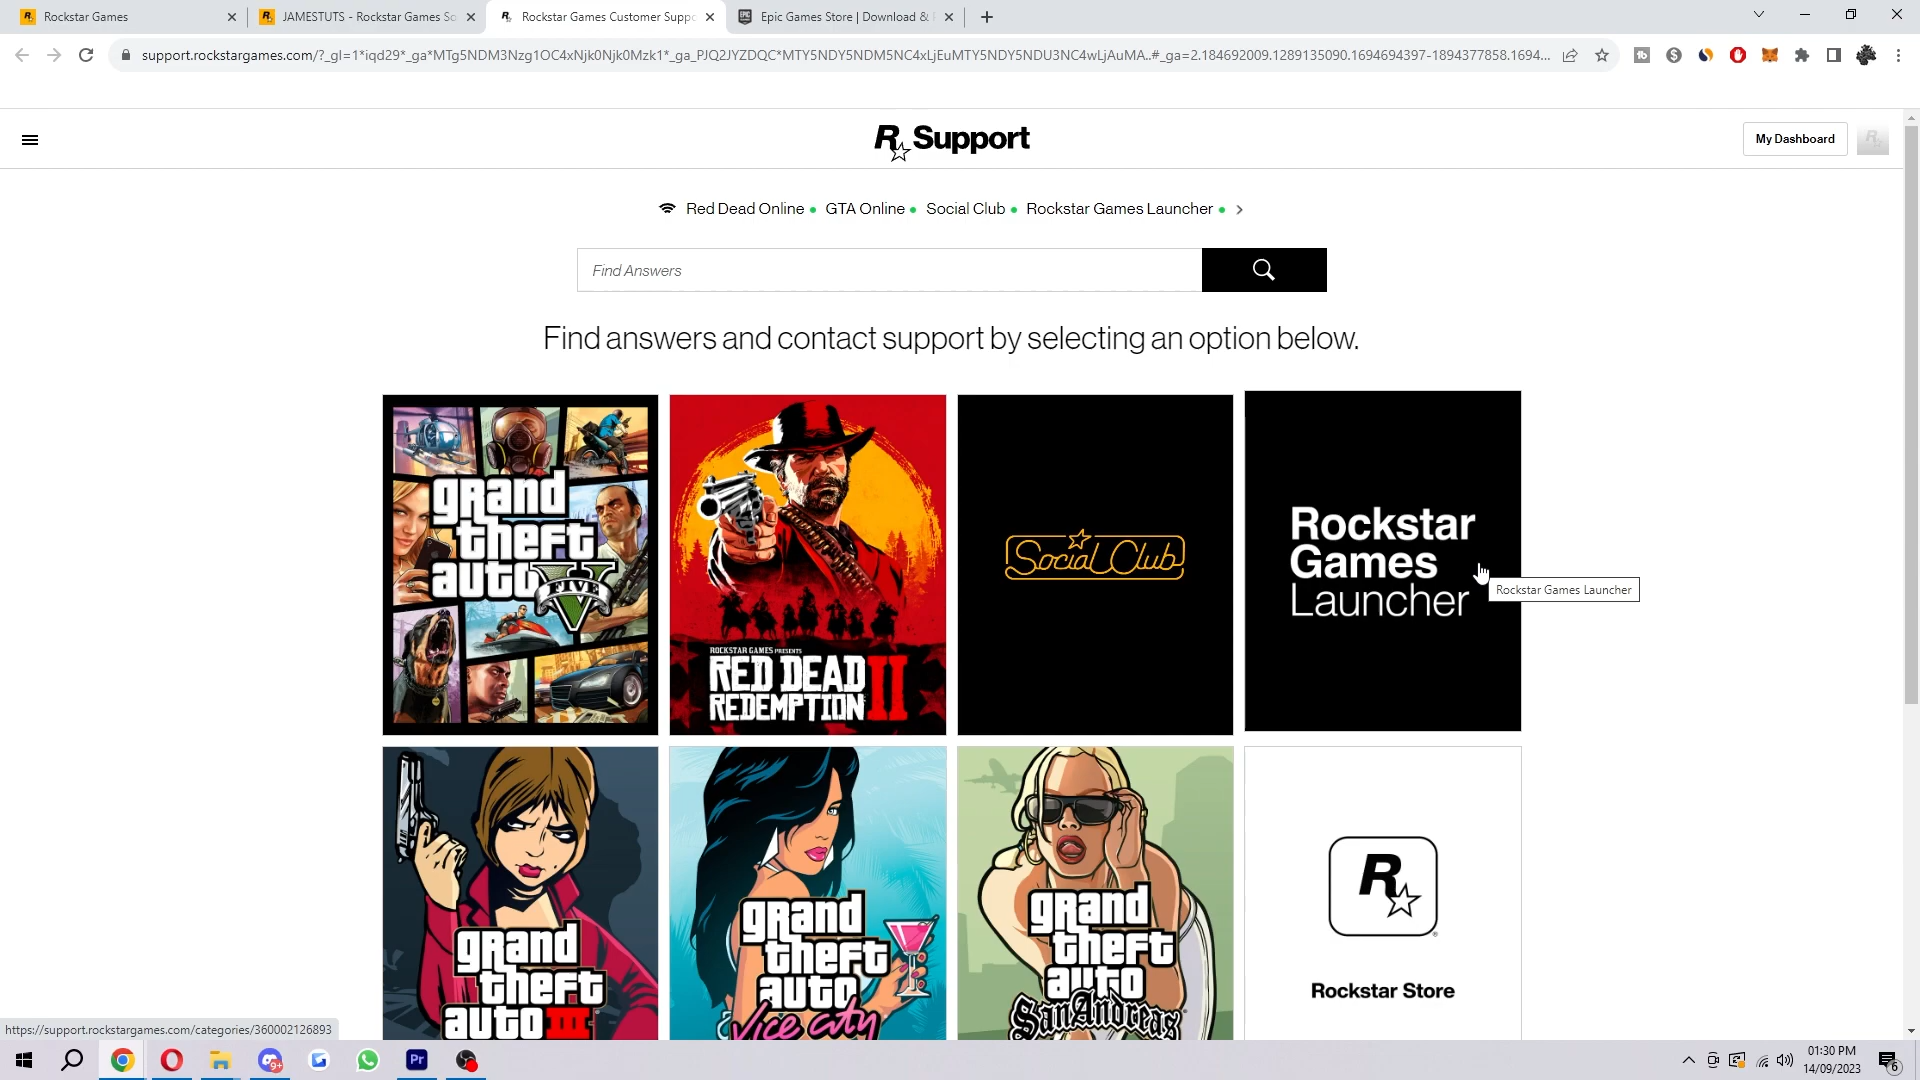 Rockstar Games
JAMESTUTS - Rockstar Games So
Rockstar Games Customer Suppo
Epic Games Store | Download &
support.rockstargames.com/?_gl=1*iqd29*_ga*MTg5NDM3Nzg1OC4xNjk0Njk0Mzk1*_ga_PJQ2JYZDQC*MTY5NDY5NDM5NC4xLjEuMTY5NDY5NDU3NC4wLjAuMA..#_ga=2.184692009.1289135090.1694694397-1894377858.1694...
R Support
My Dashboard
Red Dead Online GTA Online Social Club Rockstar Games Launcher
Find Answers
Find answers and contact support by selecting an option below.
grand
theft
auto V
FIVE
ROCKSTAR GAMES PRESENTS
RED DEAD
REDEMPTION II
Social Club
Rockstar
Games
Launcher
Rockstar Games Launcher
grand
theft
auto III
grand
theft
auto
Vice City
grand
theft
auto
San Andreas
R
Rockstar Store
https://support.rockstargames.com/categories/360002126893
9+
Pr
01:30 PM
14/09/2023
6